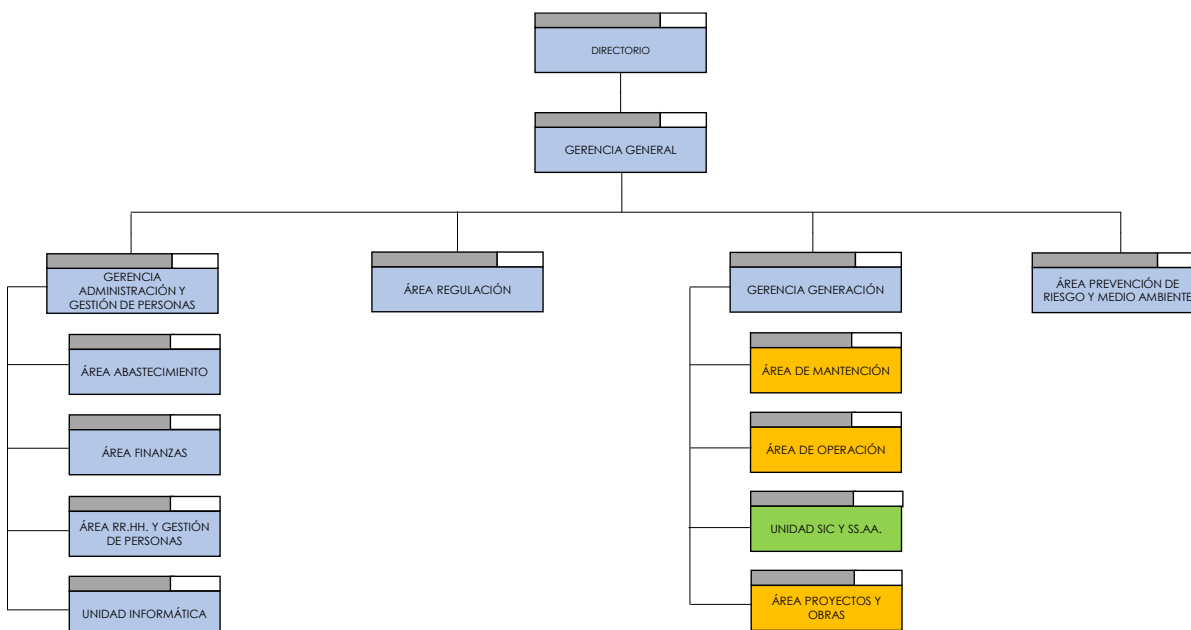 DIRECTORIO
GERENCIA GENERAL
GERENCIA
ADMINISTRACIÓN Y
GESTIÓN DE PERSONAS
ÁREA REGULACIÓN
GERENCIA GENERACIÓN
ÁREA PREVENCIÓN DE
RIESGO Y MEDIO AMBIENTE
ÁREA ABASTECIMIENTO
ÁREA FINANZAS
ÁREA RR.HH. Y GESTIÓN
DE PERSONAS
UNIDAD INFORMÁTICA
ÁREA DE MANTENCIÓN
ÁREA DE OPERACIÓN
UNIDAD SIC Y SS.AA.
ÁREA PROYECTOS Y
OBRAS